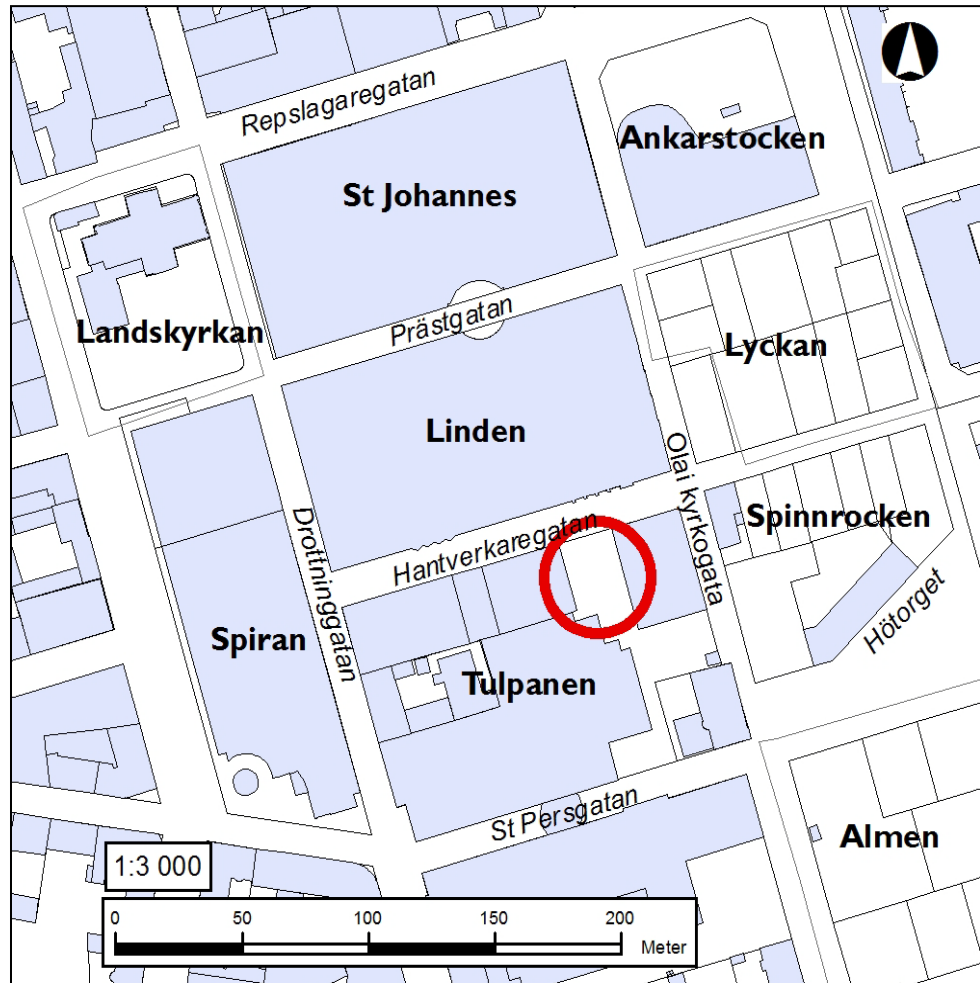 Repslagaregatan
Ankarstocken
St Johannes
Landskyrkan
Prästgatan
Lyckan
Linden
Olai kyrkogata
Spinnrocken
Hantverkaregatan
Drottninggatan
Hötorget
Spiran
Tulpanen
St Persgatan
Almen
1:3 000
0 50 100 150 200
Meter